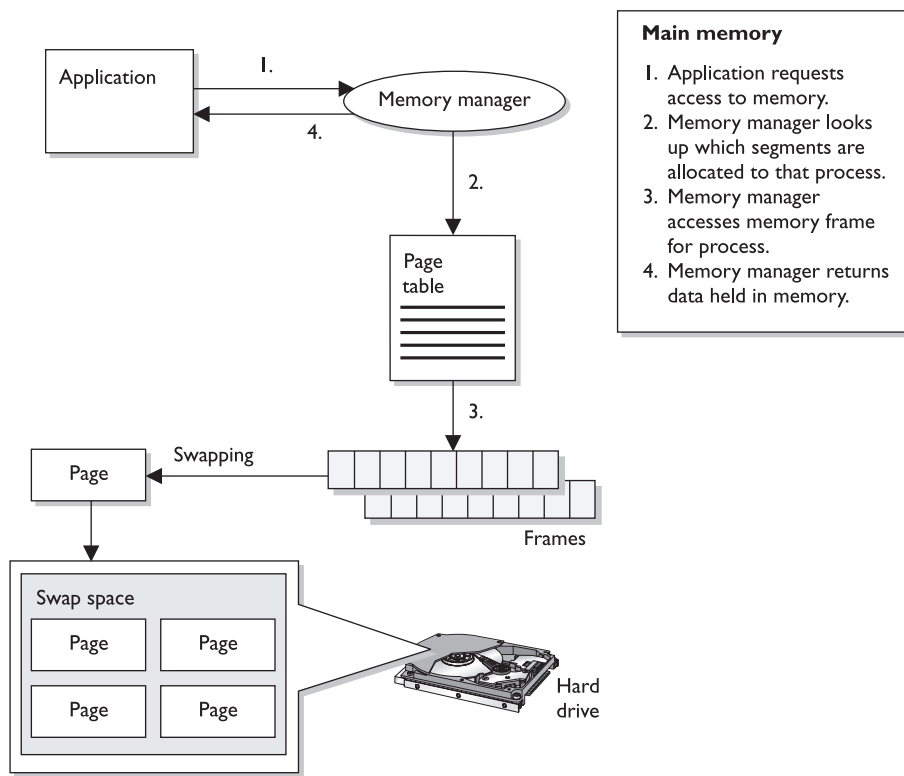 Application
1.
4.
Memory manager
2.
Page
table
3.
Swapping
Page
Frames
Swap space
Page
Page
Page
Page
Hard
drive
Main memory
1. Application requests
access to memory.
2. Memory manager looks
up which segments are
allocated to that process.
3. Memory manager
accesses memory frame
for process.
4. Memory manager returns
data held in memory.